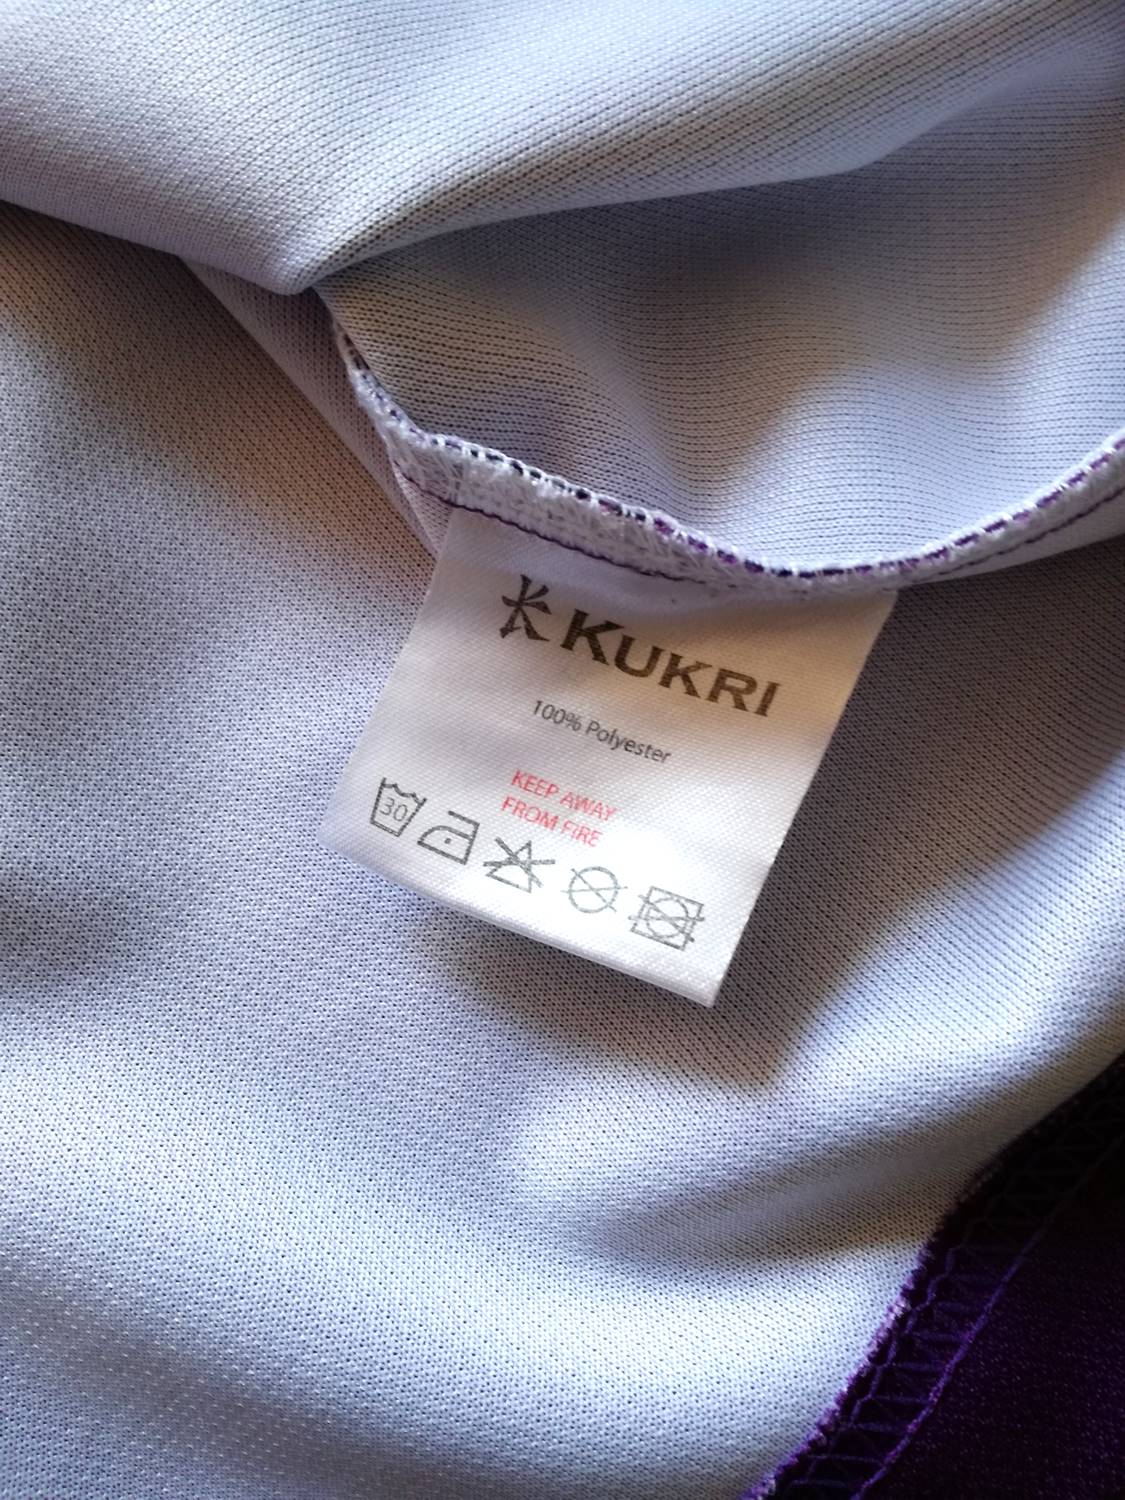 KUKRI
100% Polyester
KEEP AWAY
FROM FIRE
30